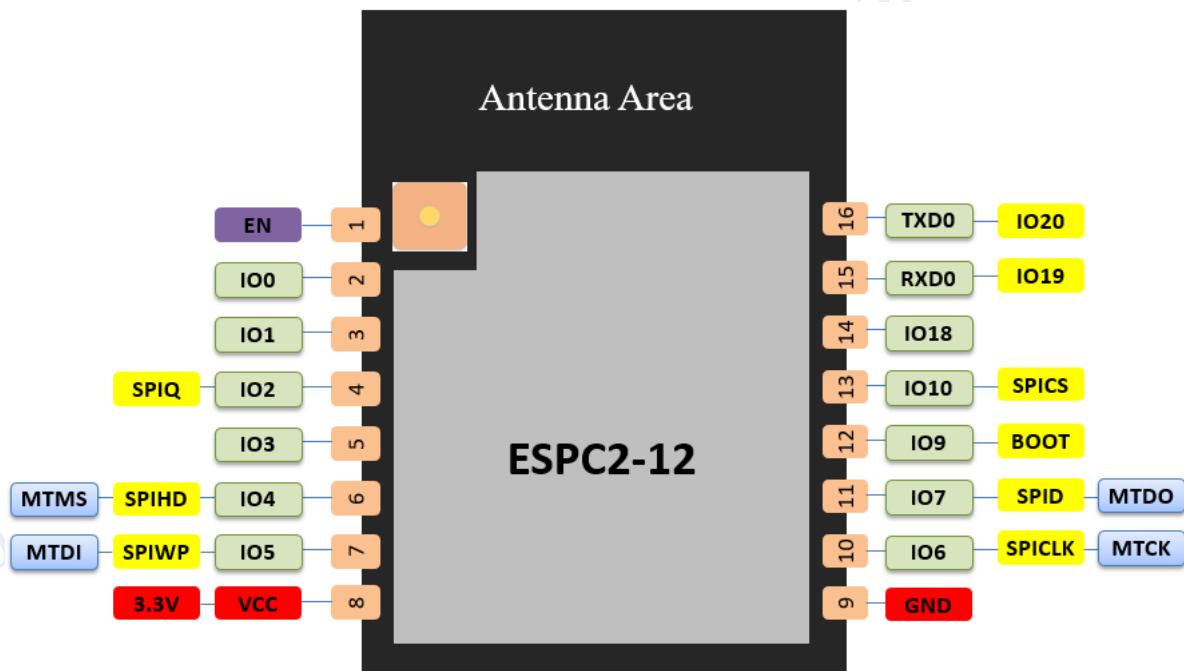 Antenna Area
EN 1
IO0 2
IO1 3
SPIQ IO2 4
IO3 5
MTMS SPIHD IO4 6
MTDI SPIWP IO5 7
3.3V VCC 8
ESPC2-12
16 TXD0 IO20
15 RXD0 IO19
14 IO18
13 IO10 SPICS
12 IO9 BOOT
11 IO7 SPID MTDO
10 IO6 SPICLK MTCK
9 GND